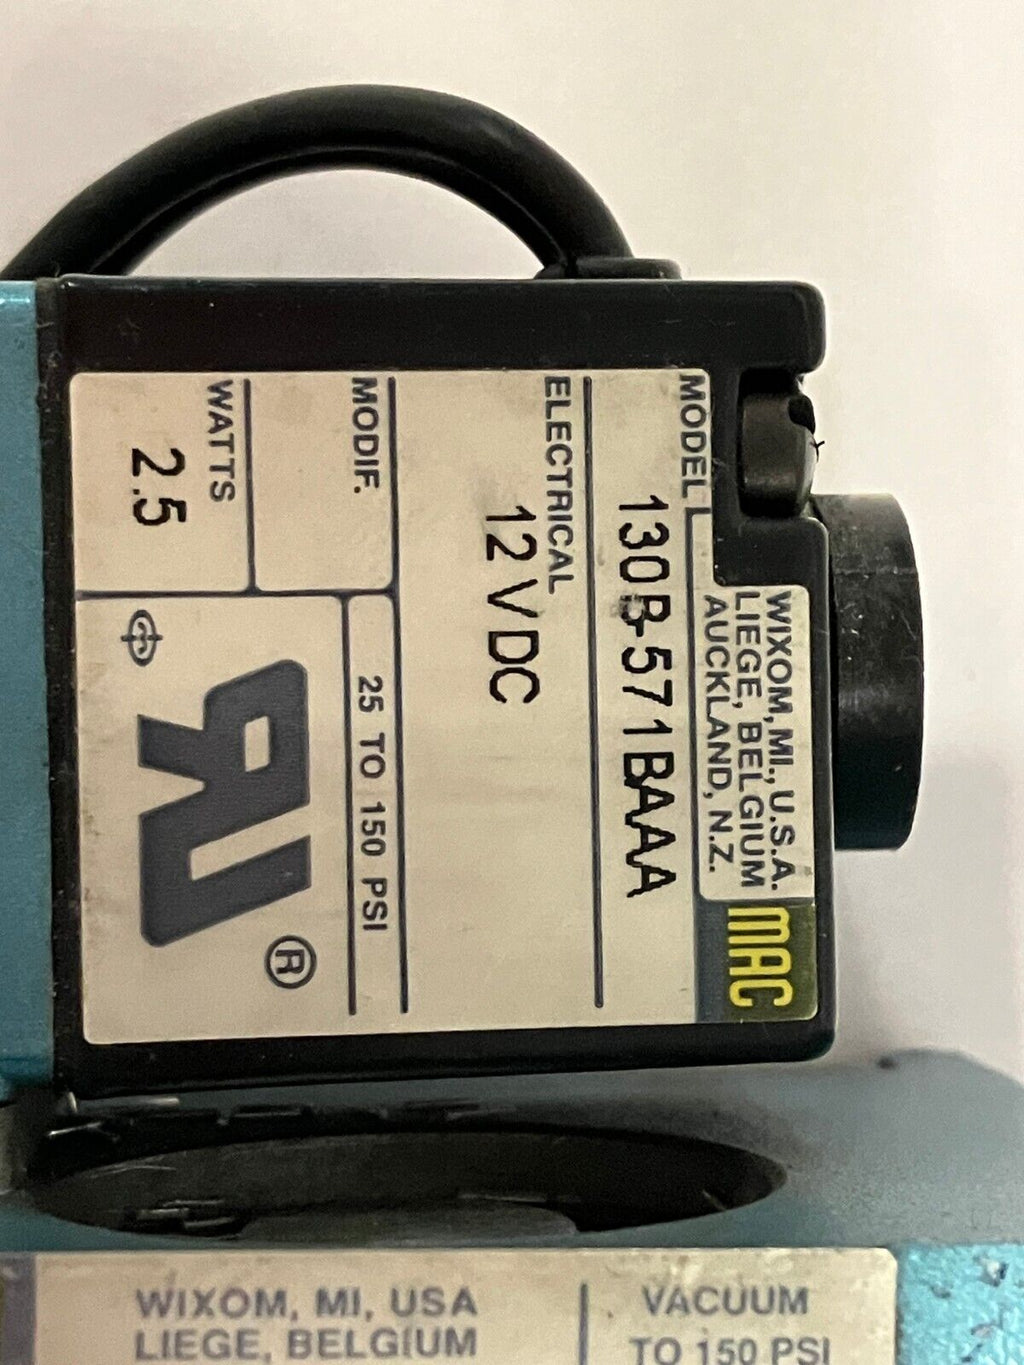 WIXOM, MI., U.S.A.
LIEGE, BELGIUM
AUCKLAND, N.Z.
MAC
MODEL
130B-571BAAA
ELECTRICAL
12 VDC
MODIF.
25 TO 150 PSI
WATTS
2.5
®
WIXOM, MI, USA
LIEGE, BELGIUM
VACUUM
TO 150 PSI